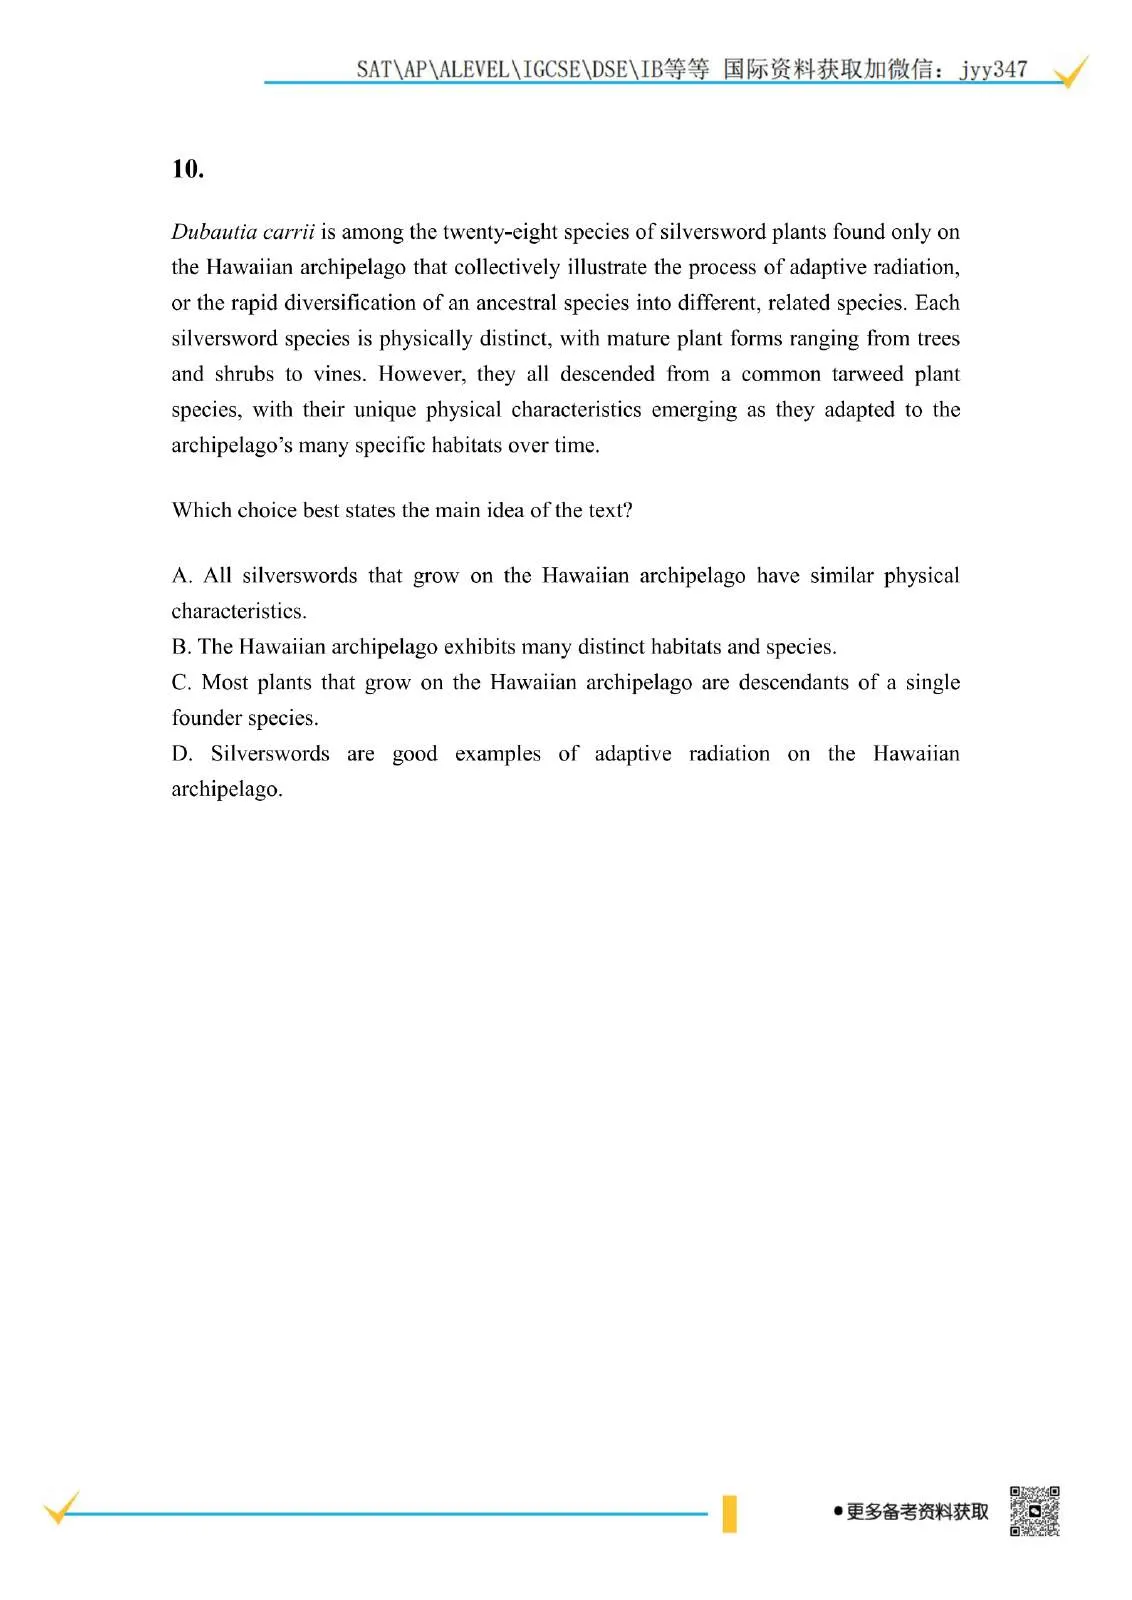 SAT\AP\ALEVEL\IGCSE\DSE\IB等等 国际资料获取加微信：jyy347
10.
Dubautia carrii is among the twenty-eight species of silversword plants found only on
the Hawaiian archipelago that collectively illustrate the process of adaptive radiation,
or the rapid diversification of an ancestral species into different, related species. Each
silversword species is physically distinct, with mature plant forms ranging from trees
and shrubs to vines. However, they all descended from a common tarweed plant
species, with their unique physical characteristics emerging as they adapted to the
archipelago’s many specific habitats over time.
Which choice best states the main idea of the text?
A. All silverswords that grow on the Hawaiian archipelago have similar physical
characteristics.
B. The Hawaiian archipelago exhibits many distinct habitats and species.
C. Most plants that grow on the Hawaiian archipelago are descendants of a single
founder species.
D. Silverswords are good examples of adaptive radiation on the Hawaiian
archipelago.
•更多备考资料获取